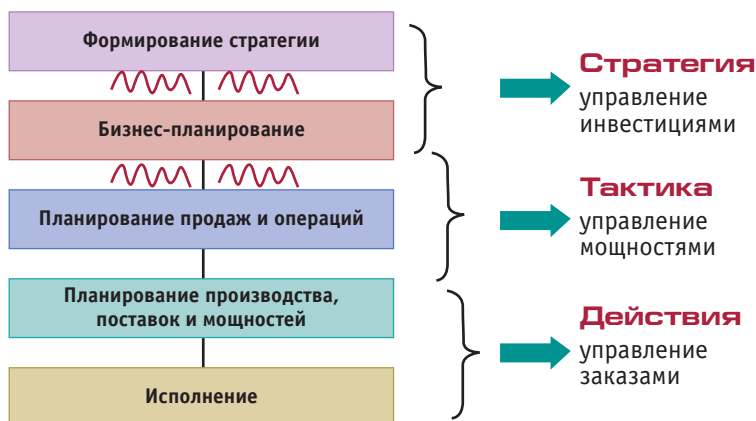 Формирование стратегии
Бизнес-планирование
Планирование продаж и операций
Планирование производства,
поставок и мощностей
Исполнение
Стратегия
управление
инвестициями
Тактика
управление
мощностями
Действия
управление
заказами